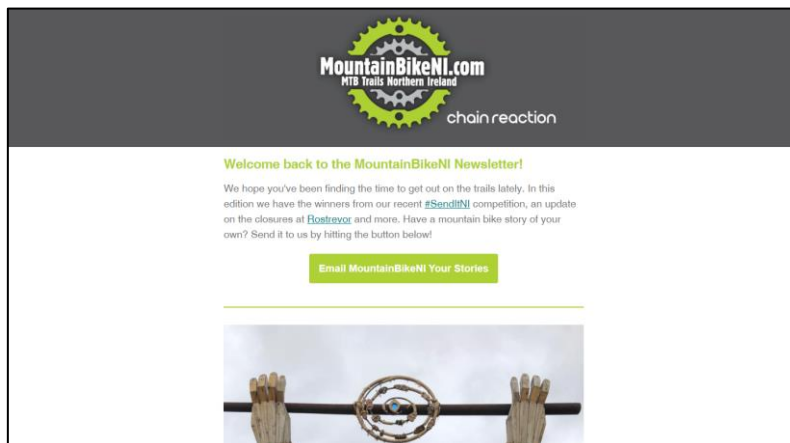 MountainBikeNI.com
MTB Trails Northern Ireland
chain reaction
Welcome back to the MountainBikeNI Newsletter!
We hope you've been finding the time to get out on the trails lately. In this
edition we have the winners from our recent #SendItNI competition, an update
on the closures at Rostrevor and more. Have a mountain bike story of your
own? Send it to us by hitting the button below!
Email MountainBikeNI Your Stories